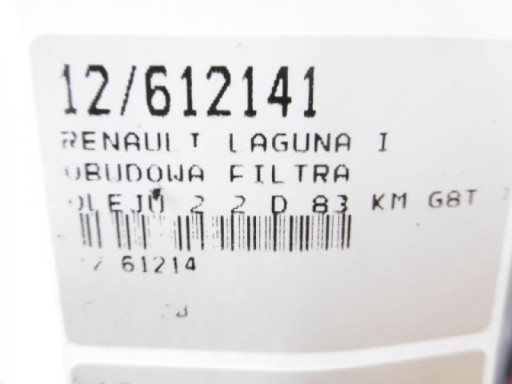 12/612141
RENAULT LAGUNA I
OBUDOWA FILTRA
OLEJU 2 2 D 83 KM G8T
61214